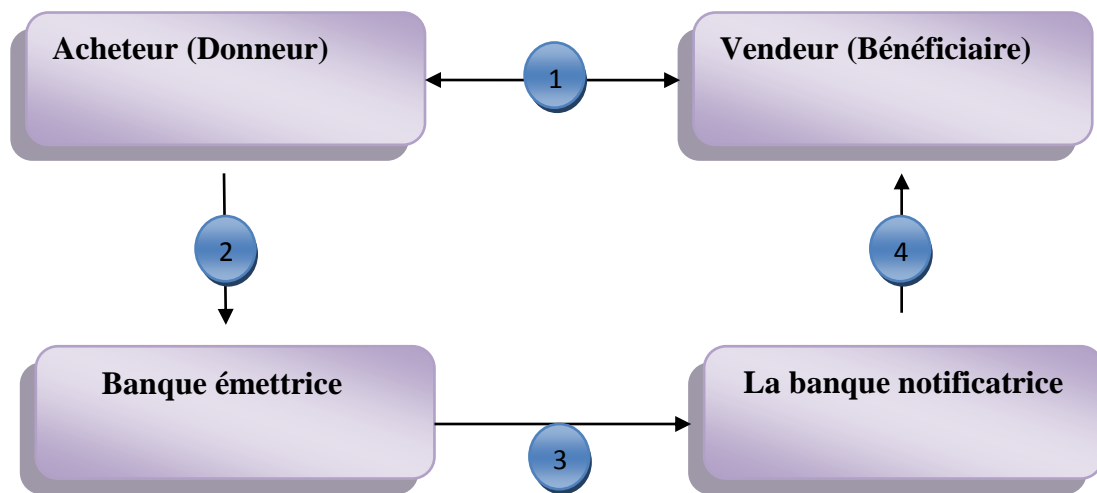 Acheteur (Donneur)
Vendeur (Bénéficiaire)
1
2
4
Banque émettrice
La banque notificatrice
3